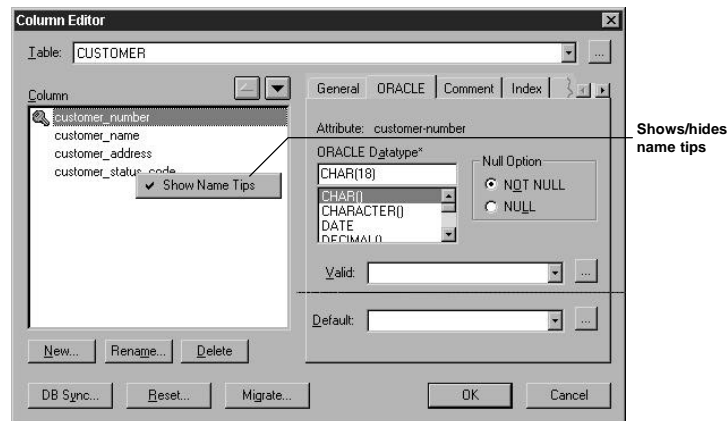 Column Editor
Table: CUSTOMER
...
Column
customer_number
customer_name
customer_address
customer_status_code
Show Name Tips
General ORACLE Comment Index
Attribute: customer-number
ORACLE Datatype*
CHAR(18)
CHAR()
CHARACTER()
DATE
DECIMAL()
Null Option
NOT NULL
NULL
Valid:
...
Default:
...
New... Rename... Delete
DB Sync... Reset... Migrate... OK Cancel
Shows/hides
name tips